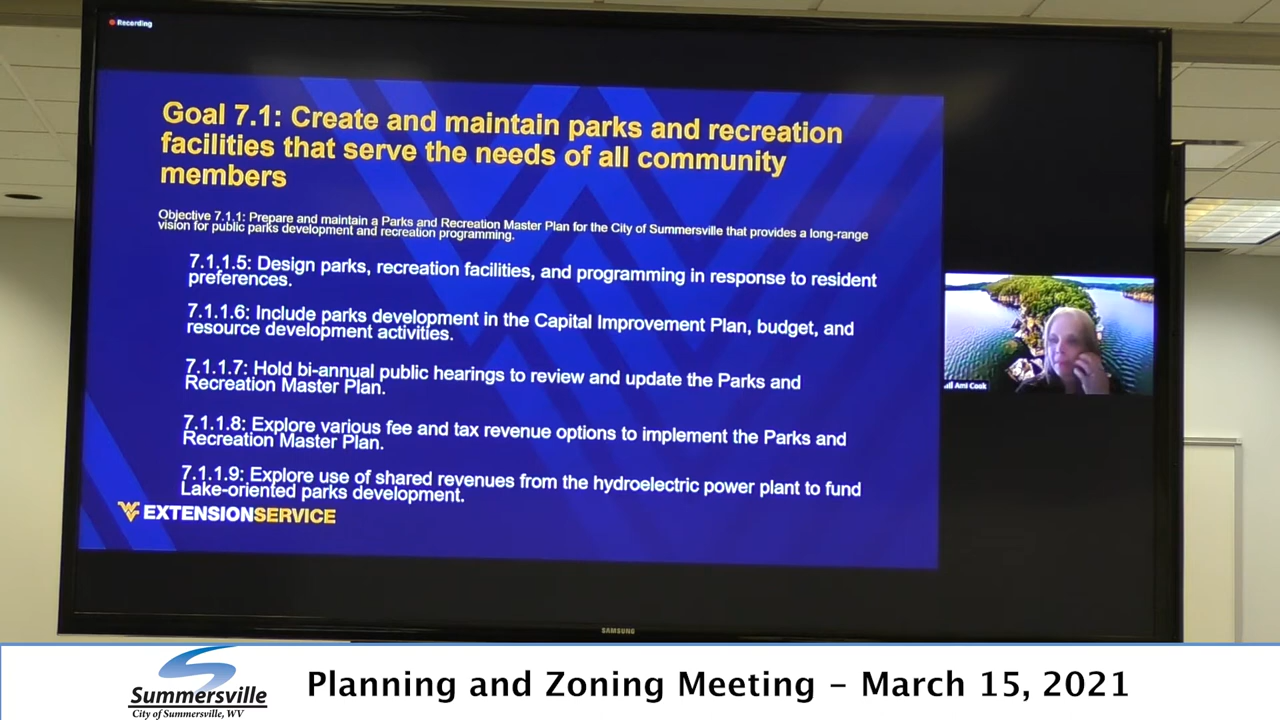 Recording
Goal 7.1: Create and maintain parks and recreation
facilities that serve the needs of all community
members
Objective 7.1.1: Prepare and maintain a Parks and Recreation Master Plan for the City of Summersville that provides a long-range
vision for public parks development and recreation programming.
7.1.1.5: Design parks, recreation facilities, and programming in response to resident
preferences.
7.1.1.6: Include parks development in the Capital Improvement Plan, budget, and
resource development activities.
7.1.1.7: Hold bi-annual public hearings to review and update the Parks and
Recreation Master Plan.
7.1.1.8: Explore various fee and tax revenue options to implement the Parks and
Recreation Master Plan.
7.1.1.9: Explore use of shared revenues from the hydroelectric power plant to fund
Lake-oriented parks development.
WV EXTENSIONSERVICE
Ami Cook
SAMSUNG
Summersville
City of Summersville, WV
Planning and Zoning Meeting – March 15, 2021